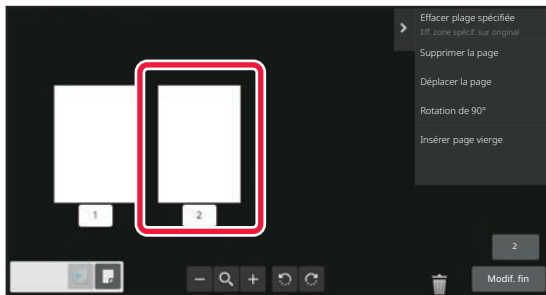 Effacer plage spécifiée
Eff. zone spécif. sur original
Supprimer la page
Déplacer la page
Rotation de 90°
Insérer page vierge
1
2
2
Modif. fin